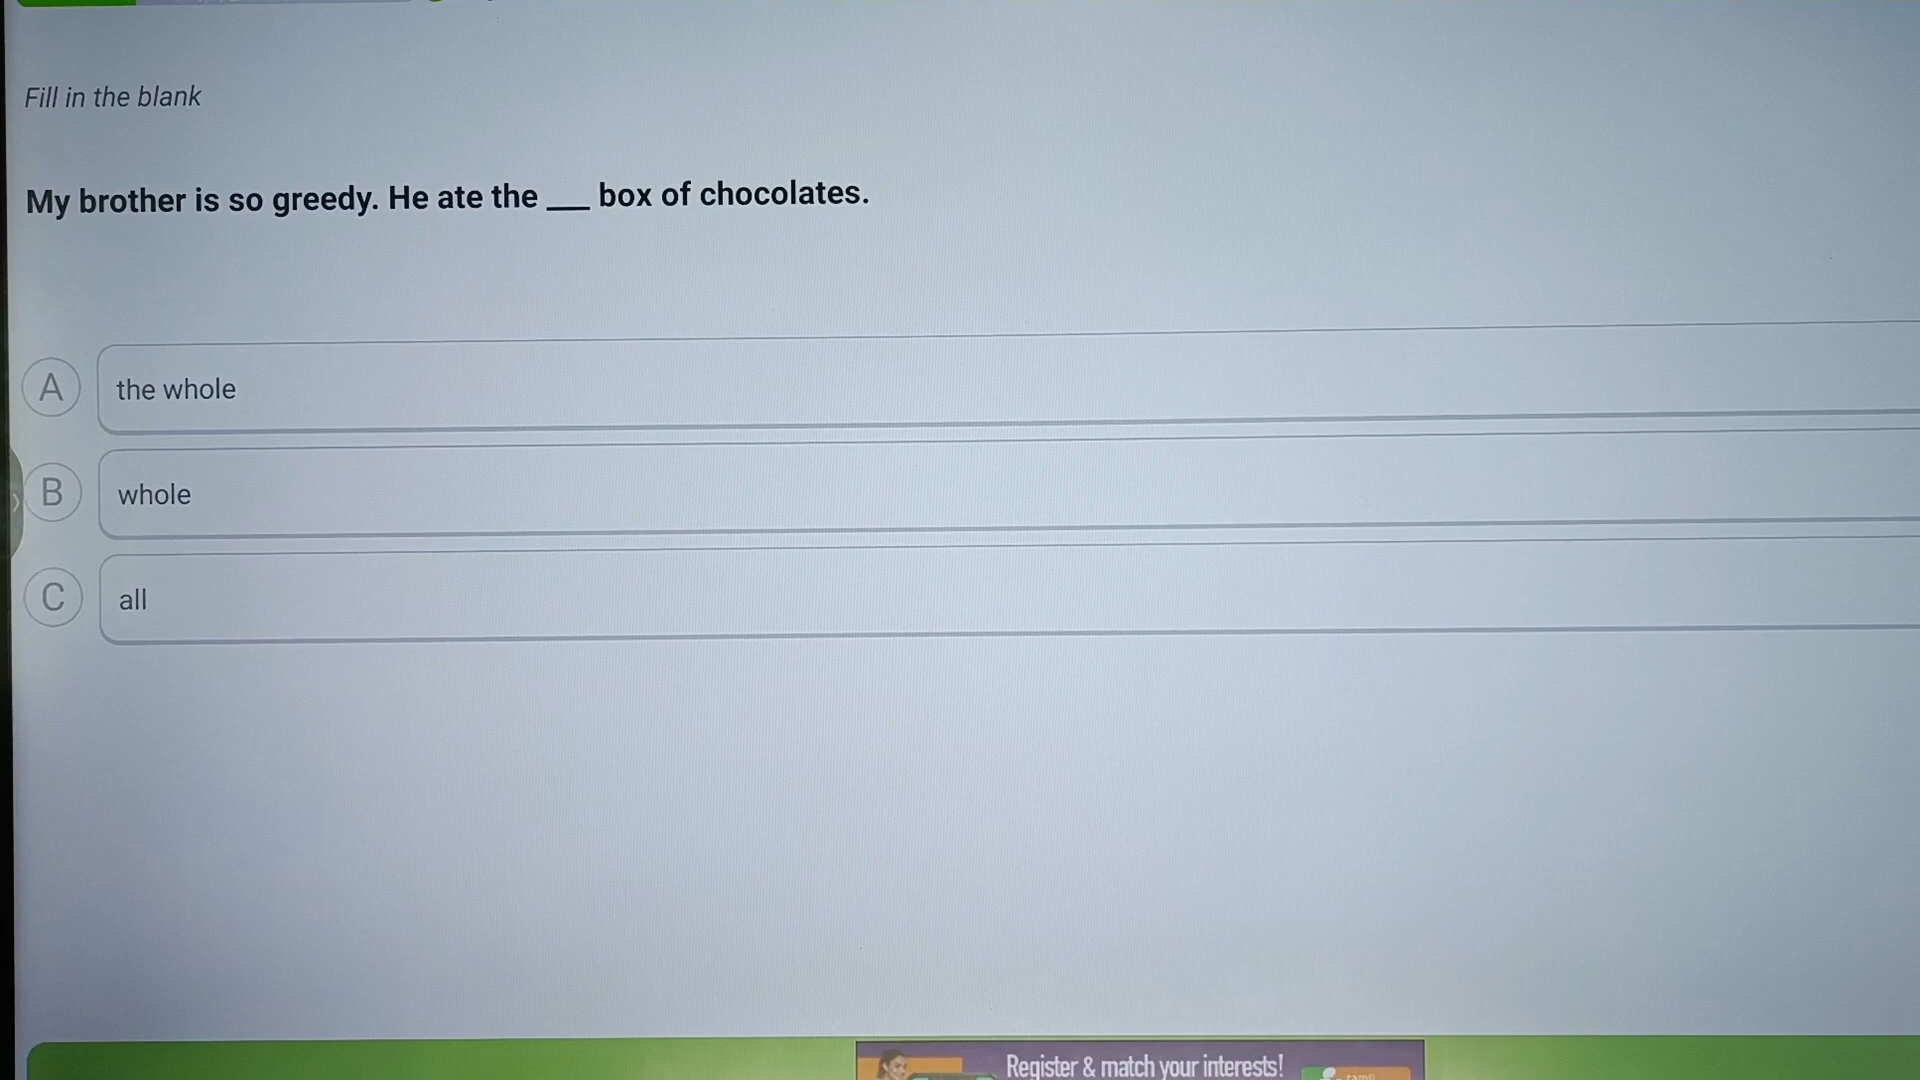 Fill in the blank
My brother is so greedy. He ate the ___ box of chocolates.
A
the whole
B
whole
C
all
Register & match your interests!